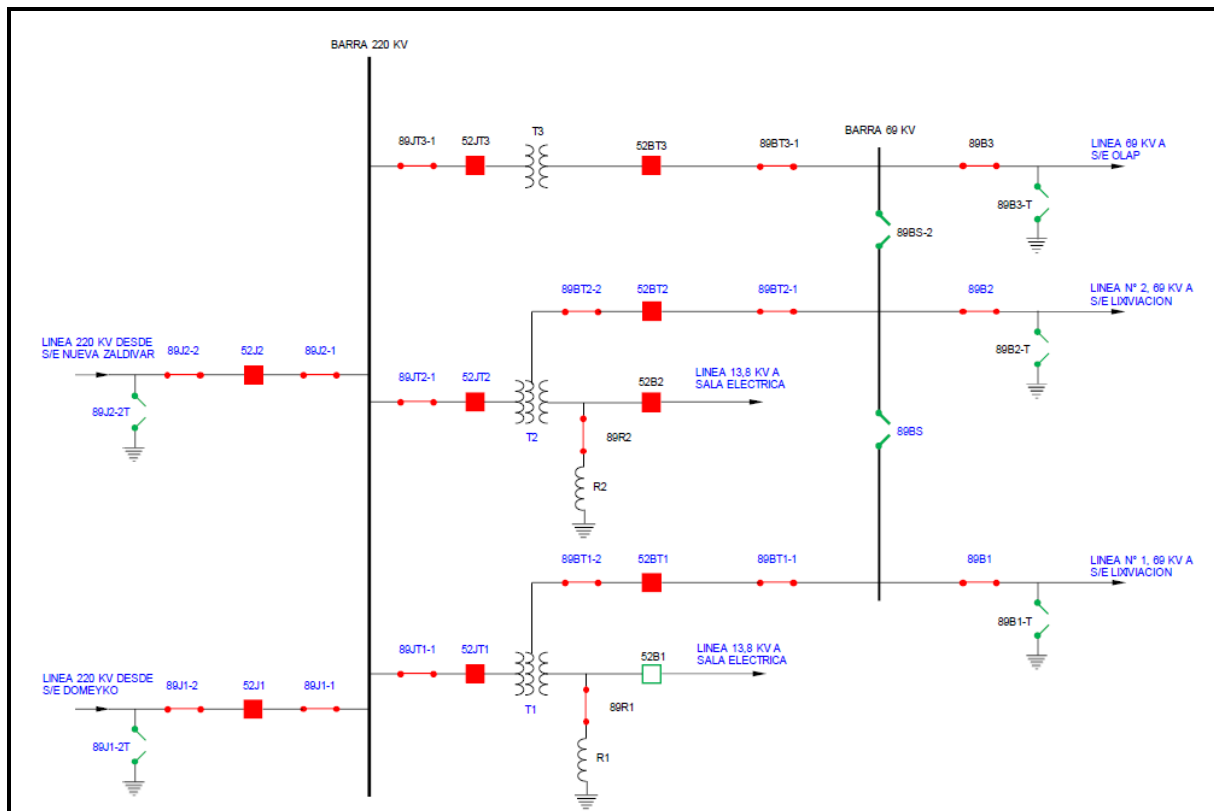 BARRA 220 KV
89JT3-1
52JT3
T3
52BT3
89BT3-1
BARRA 69 KV
89B3
LINEA 69 KV A
S/E OLAP
89B3-T
89BS-2
89BT2-2
52BT2
89BT2-1
89B2
LINEA N° 2, 69 KV A
S/E LIXIVIACION
89B2-T
LINEA 220 KV DESDE
S/E NUEVA ZALDIVAR
89J2-2
52J2
89J2-1
89J2-2T
89JT2-1
52JT2
T2
52B2
LINEA 13,8 KV A
SALA ELECTRICA
89R2
R2
89BS
89BT1-2
52BT1
89BT1-1
89B1
LINEA N° 1, 69 KV A
S/E LIXIVIACION
89B1-T
89JT1-1
52JT1
T1
52B1
LINEA 13,8 KV A
SALA ELECTRICA
89R1
R1
LINEA 220 KV DESDE
S/E DOMEYKO
89J1-2
52J1
89J1-1
89J1-2T